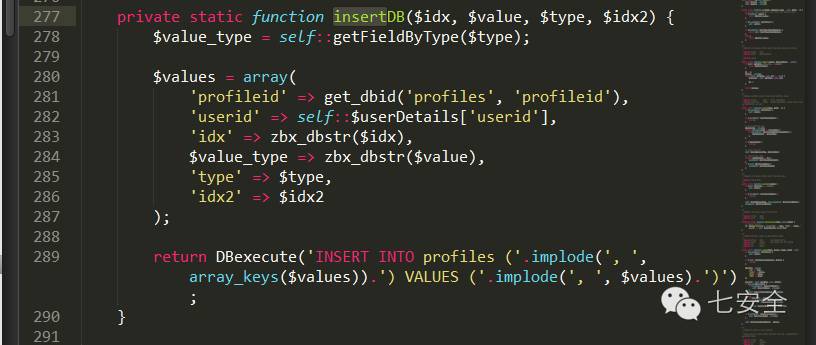 277 private static function insertDB($idx, $value, $type, $idx2) {
278 $value_type = self::getFieldByType($type);
279
280 $values = array(
281 'profileid' => get_dbid('profiles', 'profileid'),
282 'userid' => self::$userDetails['userid'],
283 'idx' => zbx_dbstr($idx),
284 $value_type => zbx_dbstr($value),
285 'type' => $type,
286 'idx2' => $idx2
287 );
288
289 return DBexecute('INSERT INTO profiles ('.implode(', ',
array_keys($values)).') VALUES ('.implode(', ', $values).')')
;
290 }
291
七安全